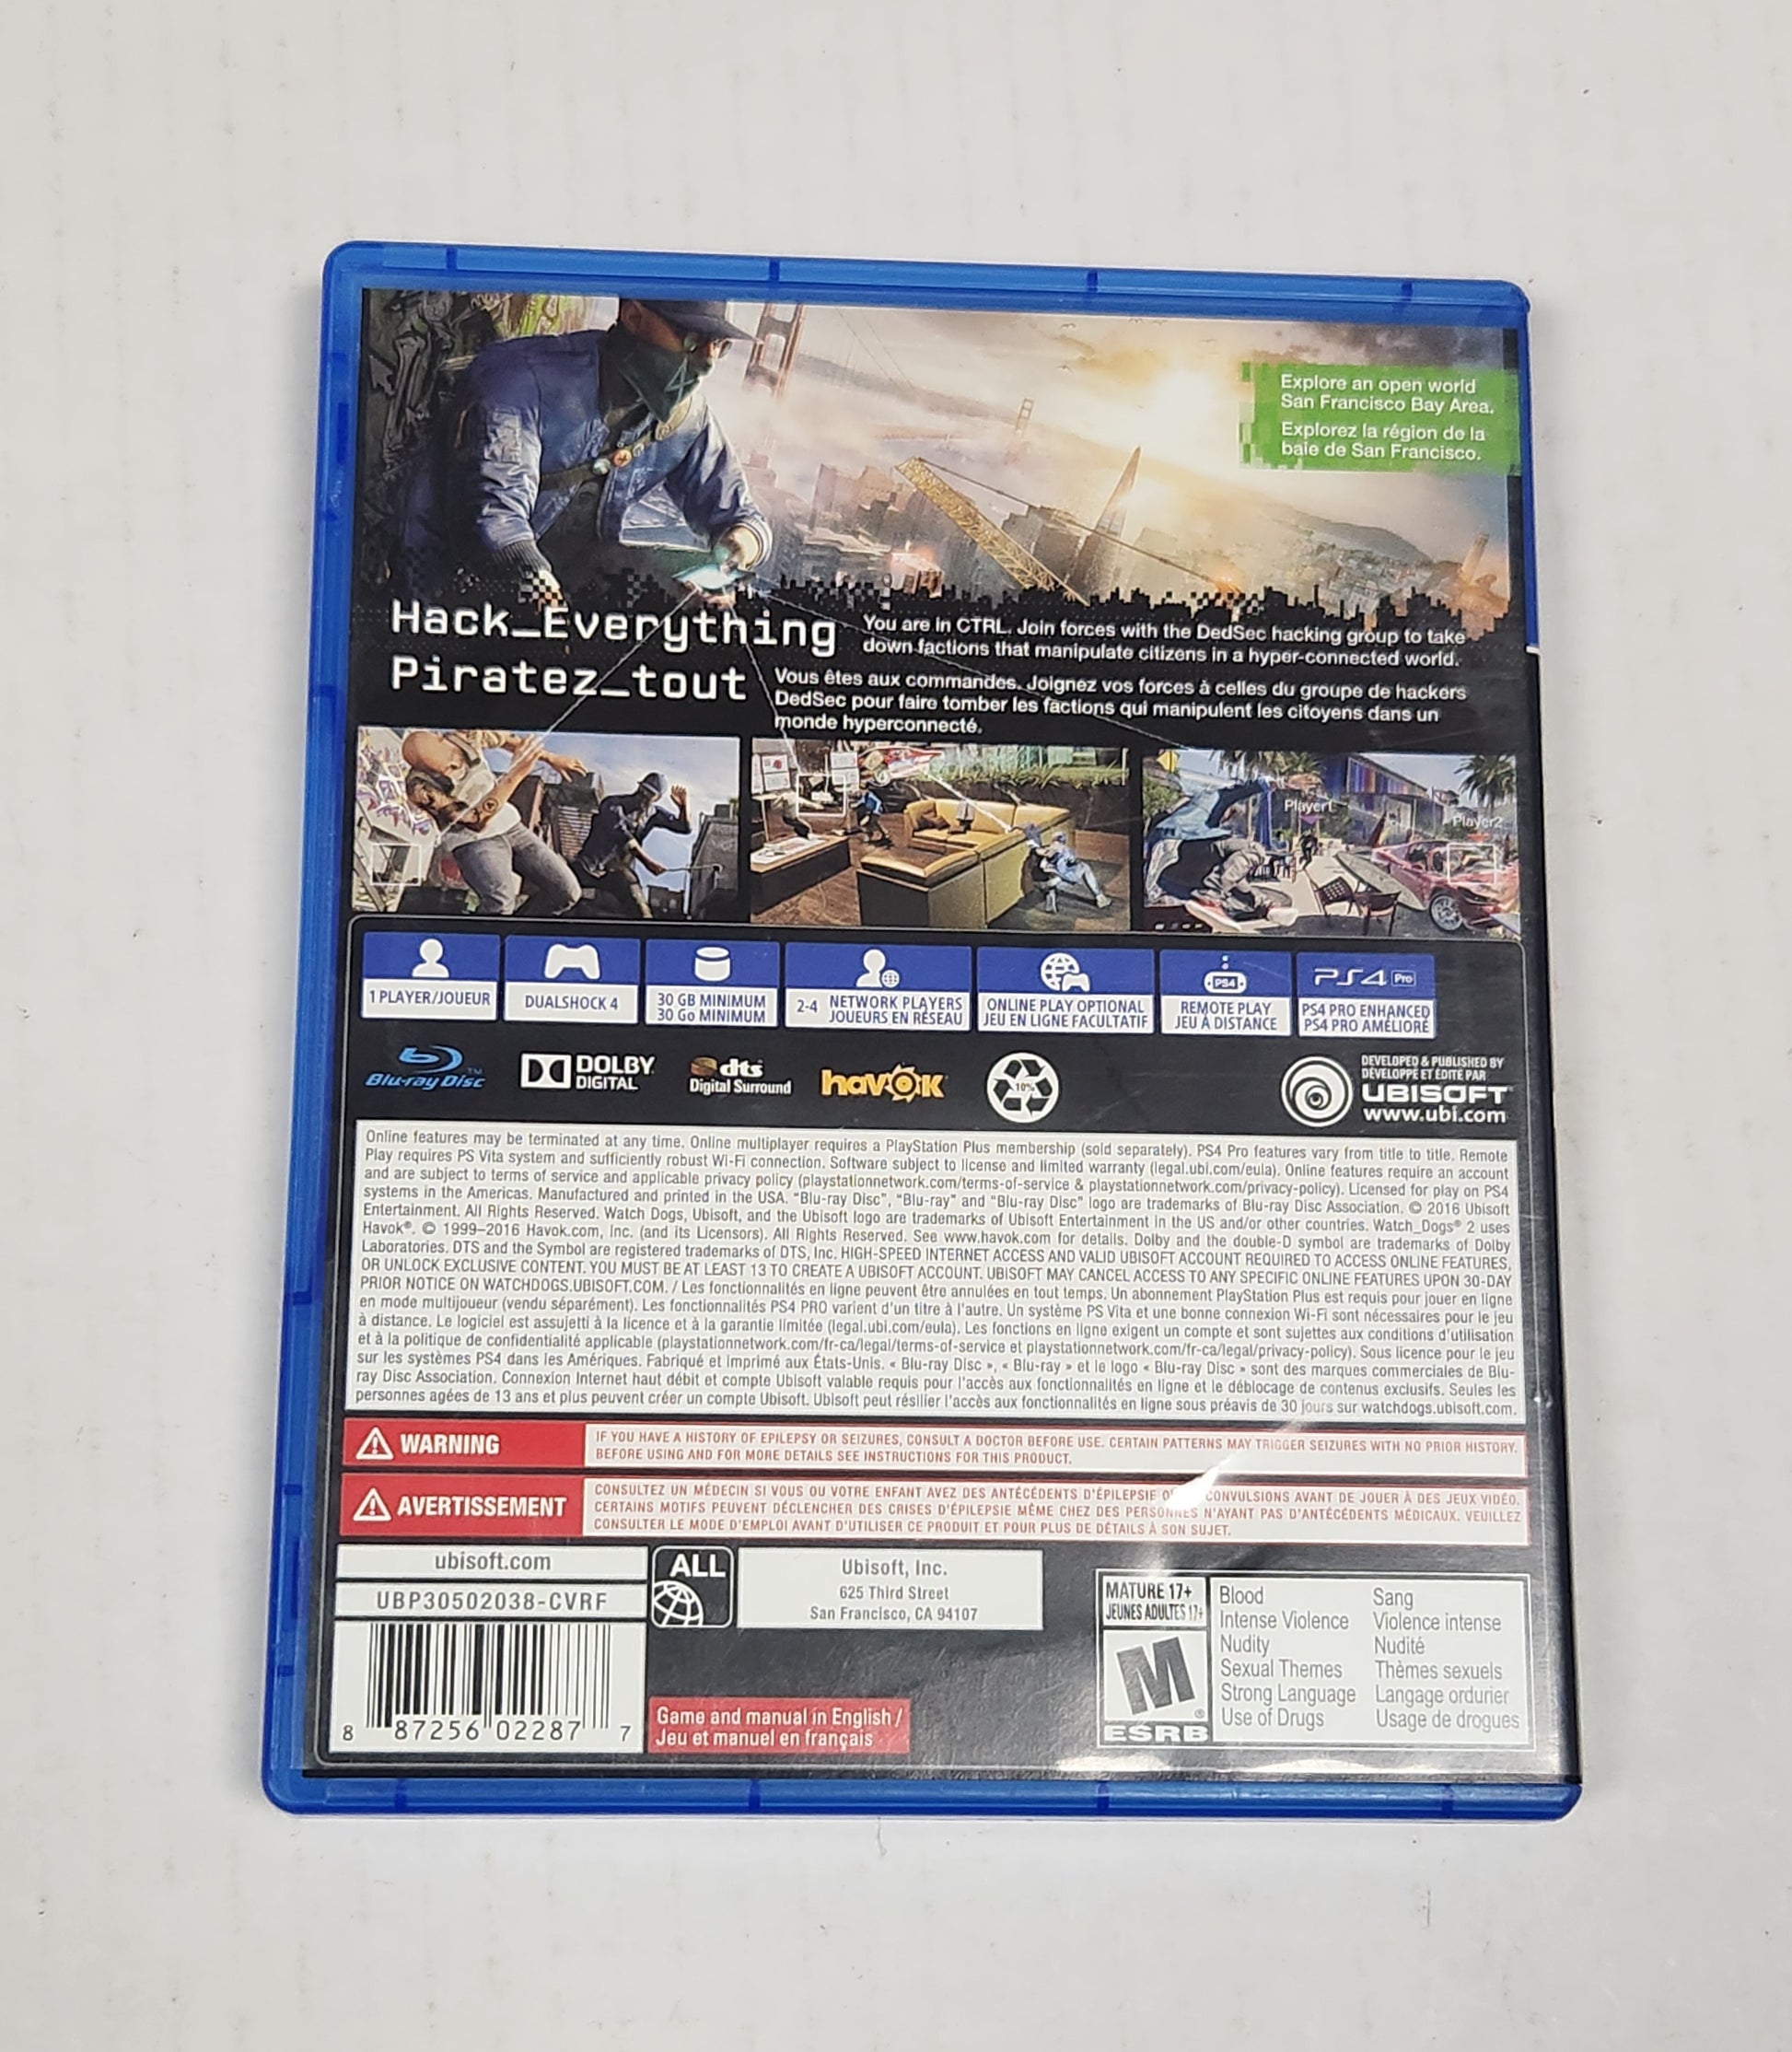 Explore an open world
San Francisco Bay Area.
Explorez la région de la
baie de San Francisco.
Hack_Everything
You are in CTRL. Join forces with the DedSec hacking group to take
down factions that manipulate citizens in a hyper-connected world.
Piratez_tout
Vous êtes aux commandes. Joignez vos forces à celles du groupe de hackers
DedSec pour faire tomber les factions qui manipulent les citoyens dans un
monde hyperconnecté.
Player1
Player2
1 PLAYER/JOUEUR
DUALSHOCK 4
30 GB MINIMUM
30 Go MINIMUM
2-4 NETWORK PLAYERS
JOUEURS EN RÉSEAU
ONLINE PLAY OPTIONAL
JEU EN LIGNE FACULTATIF
PS4
REMOTE PLAY
JEU À DISTANCE
PS4 Pro
PS4 PRO ENHANCED
PS4 PRO AMÉLIORÉ
Blu-ray Disc™
DOLBY
DIGITAL
dts
Digital Surround
havok
10%
DEVELOPED & PUBLISHED BY
DÉVELOPPÉ ET ÉDITÉ PAR
UBISOFT
www.ubi.com
Online features may be terminated at any time. Online multiplayer requires a PlayStation Plus membership (sold separately). PS4 Pro features vary from title to title. Remote
Play requires PS Vita system and sufficiently robust Wi-Fi connection. Software subject to license and limited warranty (legal.ubi.com/eula). Online features require an account
and are subject to terms of service and applicable privacy policy (playstationnetwork.com/terms-of-service & playstationnetwork.com/privacy-policy). Licensed for play on PS4
systems in the Americas. Manufactured and printed in the USA. "Blu-ray Disc", "Blu-ray" and "Blu-ray Disc" logo are trademarks of Blu-ray Disc Association. © 2016 Ubisoft
Entertainment. All Rights Reserved. Watch Dogs, Ubisoft, and the Ubisoft logo are trademarks of Ubisoft Entertainment in the US and/or other countries. Watch_Dogs® 2 uses
Havok®. © 1999–2016 Havok.com, Inc. (and its Licensors). All Rights Reserved. See www.havok.com for details. Dolby and the double-D symbol are trademarks of Dolby
Laboratories. DTS and the Symbol are registered trademarks of DTS, Inc. HIGH-SPEED INTERNET ACCESS AND VALID UBISOFT ACCOUNT REQUIRED TO ACCESS ONLINE FEATURES,
OR UNLOCK EXCLUSIVE CONTENT. YOU MUST BE AT LEAST 13 TO CREATE A UBISOFT ACCOUNT. UBISOFT MAY CANCEL ACCESS TO ANY SPECIFIC ONLINE FEATURES UPON 30-DAY
PRIOR NOTICE ON WATCHDOGS.UBISOFT.COM. / Les fonctionnalités en ligne peuvent être annulées en tout temps. Un abonnement PlayStation Plus est requis pour jouer en ligne
en mode multijoueur (vendu séparément). Les fonctionnalités PS4 PRO varient d'un titre à l'autre. Un système PS Vita et une bonne connexion Wi-Fi sont nécessaires pour le jeu
à distance. Le logiciel est assujetti à la licence et à la garantie limitée (legal.ubi.com/eula). Les fonctions en ligne exigent un compte et sont sujettes aux conditions d'utilisation
et à la politique de confidentialité applicable (playstationnetwork.com/fr-ca/legal/terms-of-service et playstationnetwork.com/fr-ca/legal/privacy-policy). Sous licence pour le jeu
sur les systèmes PS4 dans les Amériques. Fabriqué et imprimé aux États-Unis. « Blu-ray Disc », « Blu-ray » et le logo « Blu-ray Disc » sont des marques commerciales de Blu-
ray Disc Association. Connexion Internet haut débit et compte Ubisoft valable requis pour l'accès aux fonctionnalités en ligne et le déblocage de contenus exclusifs. Seules les
personnes agées de 13 ans et plus peuvent créer un compte Ubisoft. Ubisoft peut résilier l'accès aux fonctionnalités en ligne sous préavis de 30 jours sur watchdogs.ubisoft.com.
WARNING
IF YOU HAVE A HISTORY OF EPILEPSY OR SEIZURES, CONSULT A DOCTOR BEFORE USE. CERTAIN PATTERNS MAY TRIGGER SEIZURES WITH NO PRIOR HISTORY.
BEFORE USING AND FOR MORE DETAILS SEE INSTRUCTIONS FOR THIS PRODUCT.
AVERTISSEMENT
CONSULTEZ UN MÉDECIN SI VOUS OU VOTRE ENFANT AVEZ DES ANTÉCÉDENTS D'ÉPILEPSIE CONVULSIONS AVANT DE JOUER À DES JEUX VIDÉO.
CERTAINS MOTIFS PEUVENT DÉCLENCHER DES CRISES D'ÉPILEPSIE MÊME CHEZ DES PERSONNES N'AYANT PAS D'ANTÉCÉDENTS MÉDICAUX. VEUILLEZ
CONSULTER LE MODE D'EMPLOI AVANT D'UTILISER CE PRODUIT ET POUR PLUS DE DÉTAILS À SON SUJET.
ubisoft.com
UBP30502038-CVRF
8 87256 02287 7
ALL
Ubisoft, Inc.
625 Third Street
San Francisco, CA 94107
Game and manual in English /
Jeu et manuel en français
MATURE 17+
JEUNES ADULTES 17+
M
®
ESRB
Blood Sang
Intense Violence Violence intense
Nudity Nudité
Sexual Themes Thèmes sexuels
Strong Language Langage ordurier
Use of Drugs Usage de drogues